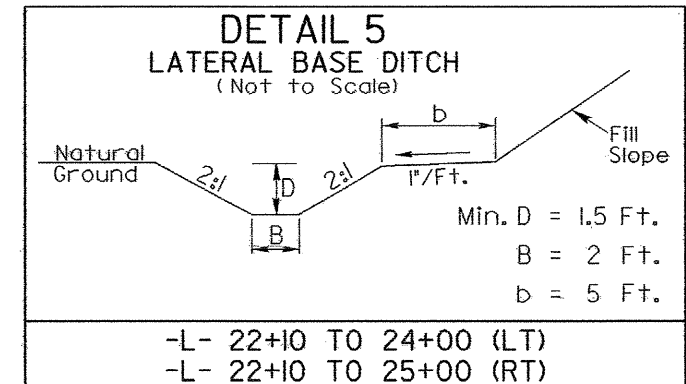 DETAIL 5
LATERAL BASE DITCH
(Not to Scale)
b
Natural
Ground
2:1
D
2:1
1"/Ft.
Fill
Slope
B
Min. D = 1.5 Ft.
B = 2 Ft.
b = 5 Ft.
-L- 22+10 TO 24+00 (LT)
-L- 22+10 TO 25+00 (RT)